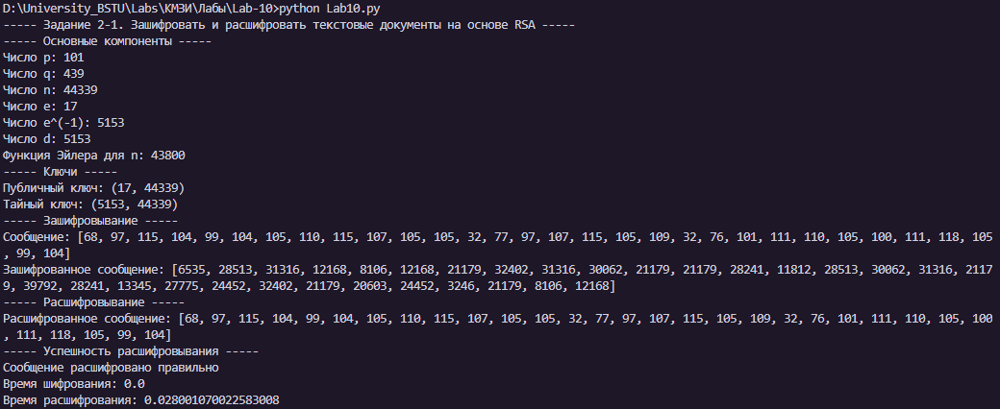 D:\University_BSTU\Labs\КМЗИ\Лабы\Lab-10>python Lab10.py
----- Задание 2-1. Зашифровать и расшифровать текстовые документы на основе RSA -----
----- Основные компоненты -----
Число p: 101
Число q: 439
Число n: 44339
Число e: 17
Число e^(-1): 5153
Число d: 5153
Функция Эйлера для n: 43800
----- Ключи -----
Публичный ключ: (17, 44339)
Тайный ключ: (5153, 44339)
----- Зашифровывание -----
Сообщение: [68, 97, 115, 104, 99, 104, 105, 110, 115, 107, 105, 105, 32, 77, 97, 107, 115, 105, 109, 32, 76, 101, 111, 110, 105, 100, 111, 118, 105
, 99, 104]
Зашифрованное сообщение: [6535, 28513, 31316, 12168, 8106, 12168, 21179, 32402, 31316, 30062, 21179, 21179, 28241, 11812, 28513, 30062, 31316, 2117
9, 39792, 28241, 13345, 27775, 24452, 32402, 21179, 20603, 24452, 3246, 21179, 8106, 12168]
----- Расшифровывание -----
Расшифрованное сообщение: [68, 97, 115, 104, 99, 104, 105, 110, 115, 107, 105, 105, 32, 77, 97, 107, 115, 105, 109, 32, 76, 101, 111, 110, 105, 100
, 111, 118, 105, 99, 104]
----- Успешность расшифровывания -----
Сообщение расшифровано правильно
Время шифрования: 0.0
Время расшифрования: 0.028001070022583008